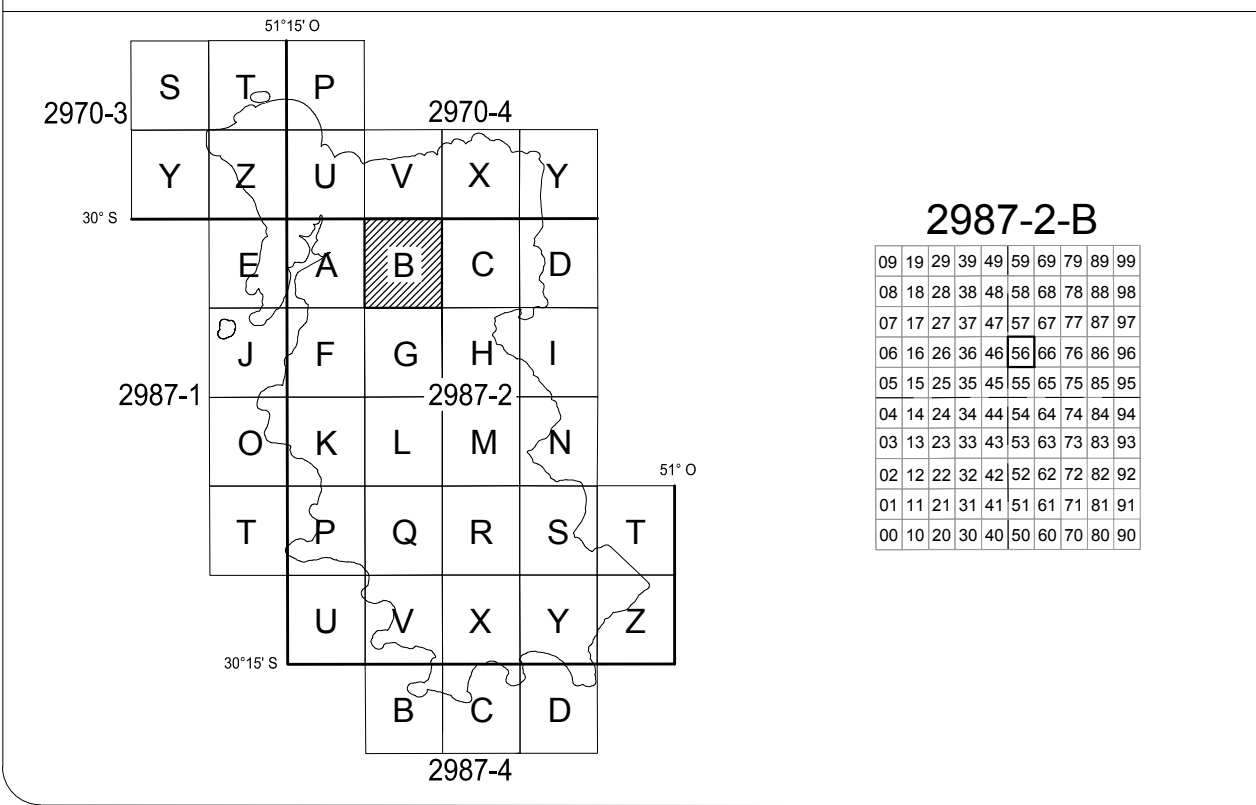 51°15' O
S T P
2970-3 2970-4
Y Z U V X Y
30° S
E A B C D
J F G H I
2987-1 2987-2
O K L M N
51° O
T P Q R S T
U V X Y Z
30°15' S
B C D
2987-4
2987-2-B
09 19 29 39 49 59 69 79 89 99
08 18 28 38 48 58 68 78 88 98
07 17 27 37 47 57 67 77 87 97
06 16 26 36 46 56 66 76 86 96
05 15 25 35 45 55 65 75 85 95
04 14 24 34 44 54 64 74 84 94
03 13 23 33 43 53 63 73 83 93
02 12 22 32 42 52 62 72 82 92
01 11 21 31 41 51 61 71 81 91
00 10 20 30 40 50 60 70 80 90